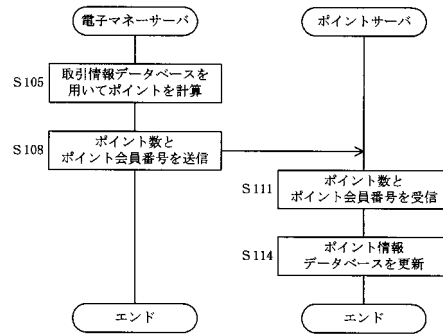 電子マネーサーバ
ポイントサーバ
S105
取引情報データベースを
用いてポイントを計算
S108
ポイント数と
ポイント会員番号を送信
S111
ポイント数と
ポイント会員番号を受信
S114
ポイント情報
データベースを更新
エンド
エンド